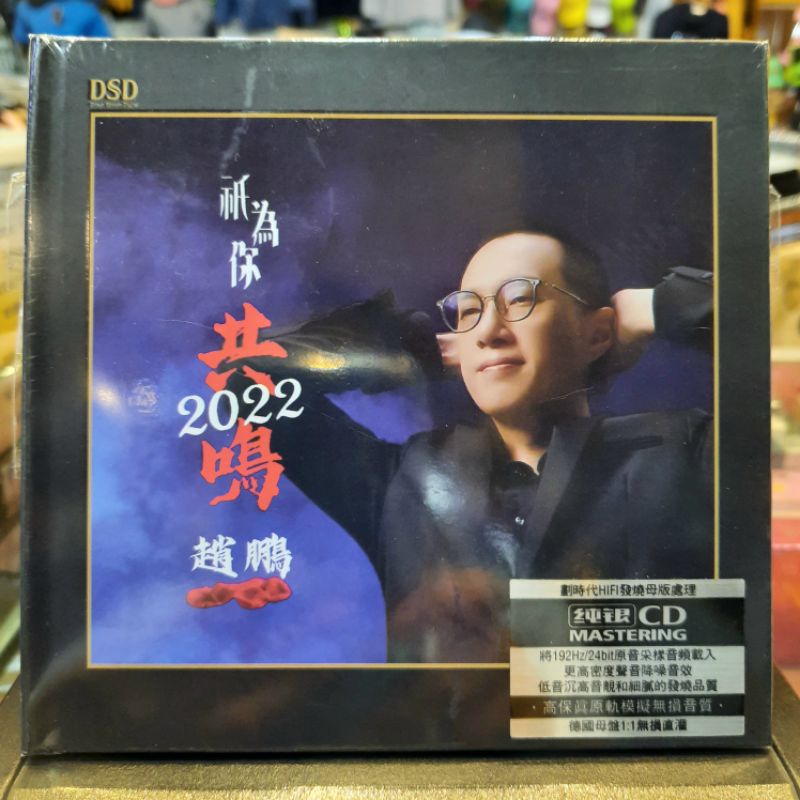 DSD
祇為你
共
2022
鳴
趙鵬
劃時代HIFI發燒母版處理
純银CD
MASTERING
將192Hz/24bit原音采樣音頻載入
更高密度聲音降噪音效
低音沉高音靚和細膩的發燒品質
·高保眞原軌模擬無損音質·
德國母盤1:1無損直灌